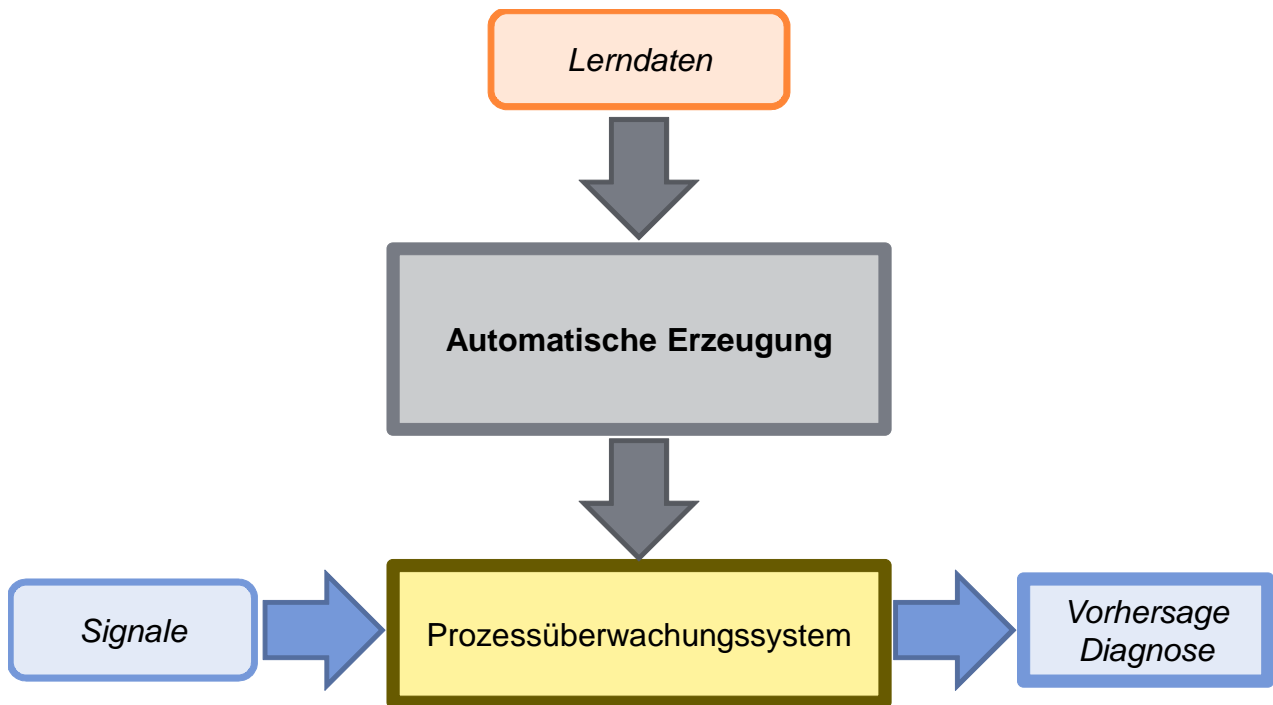 Lerndaten
Automatische Erzeugung
Signale
Prozessüberwachungssystem
Vorhersage
Diagnose